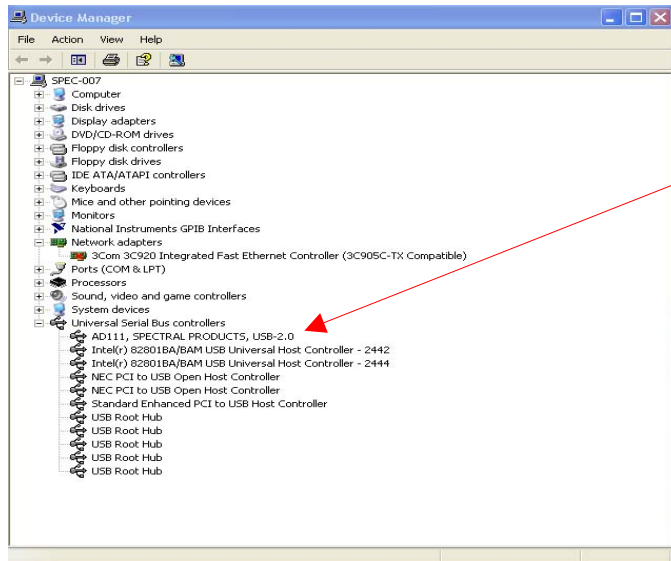 Device Manager
File Action View Help
SPEC-007
Computer
Disk drives
Display adapters
DVD/CD-ROM drives
Floppy disk controllers
Floppy disk drives
IDE ATA/ATAPI controllers
Keyboards
Mice and other pointing devices
Monitors
National Instruments GPIB Interfaces
Network adapters
3Com 3C920 Integrated Fast Ethernet Controller (3C905C-TX Compatible)
Ports (COM & LPT)
Processors
Sound, video and game controllers
System devices
Universal Serial Bus controllers
AD111, SPECTRAL PRODUCTS, USB-2.0
Intel(r) 82801BA/BAM USB Universal Host Controller - 2442
Intel(r) 82801BA/BAM USB Universal Host Controller - 2444
NEC PCI to USB Open Host Controller
NEC PCI to USB Open Host Controller
Standard Enhanced PCI to USB Host Controller
USB Root Hub
USB Root Hub
USB Root Hub
USB Root Hub
USB Root Hub